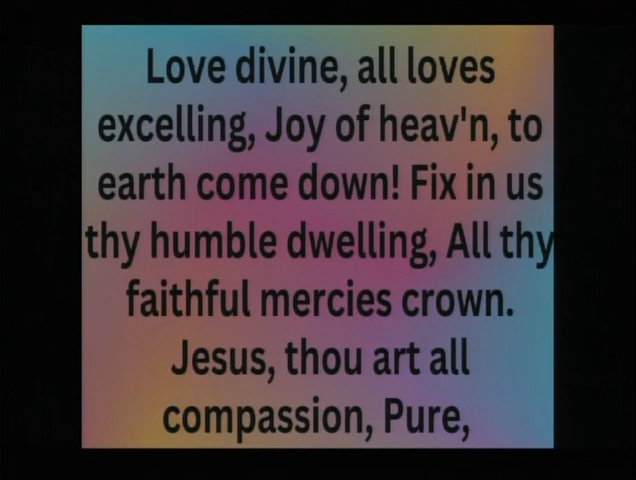 Love divine, all loves
excelling, Joy of heav'n, to
earth come down! Fix in us
thy humble dwelling, All thy
faithful mercies crown.
Jesus, thou art all
compassion, Pure,